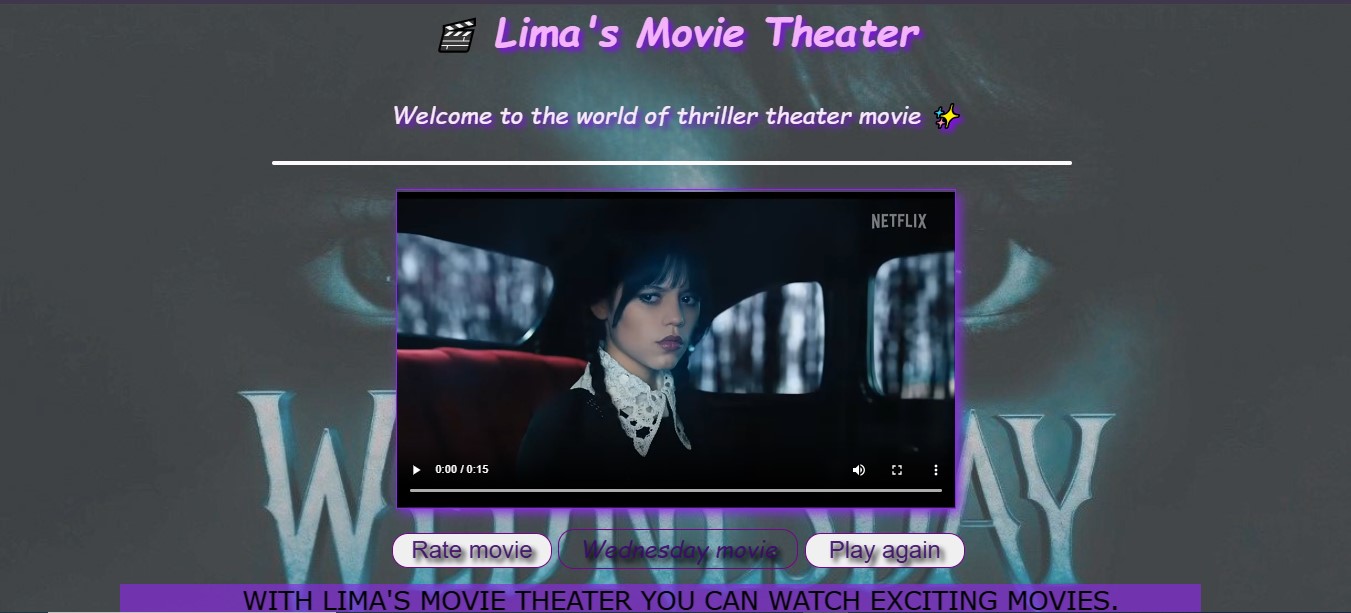 🎬 Lima's Movie Theater
Welcome to the world of thriller theater movie ✨
NETFLIX
0:00 / 0:15
WEDNESDAY
Rate movie Wednesday movie Play again
WITH LIMA'S MOVIE THEATER YOU CAN WATCH EXCITING MOVIES.